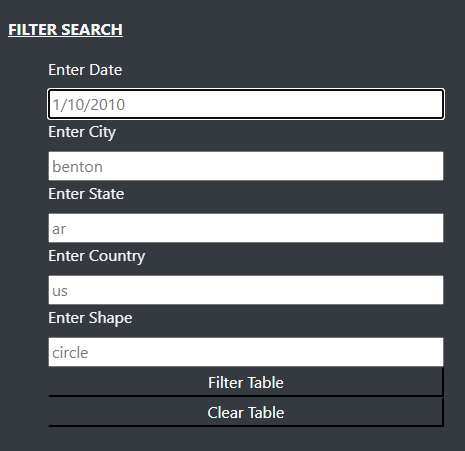 FILTER SEARCH
Enter Date
1/10/2010
Enter City
benton
Enter State
ar
Enter Country
us
Enter Shape
circle
Filter Table
Clear Table